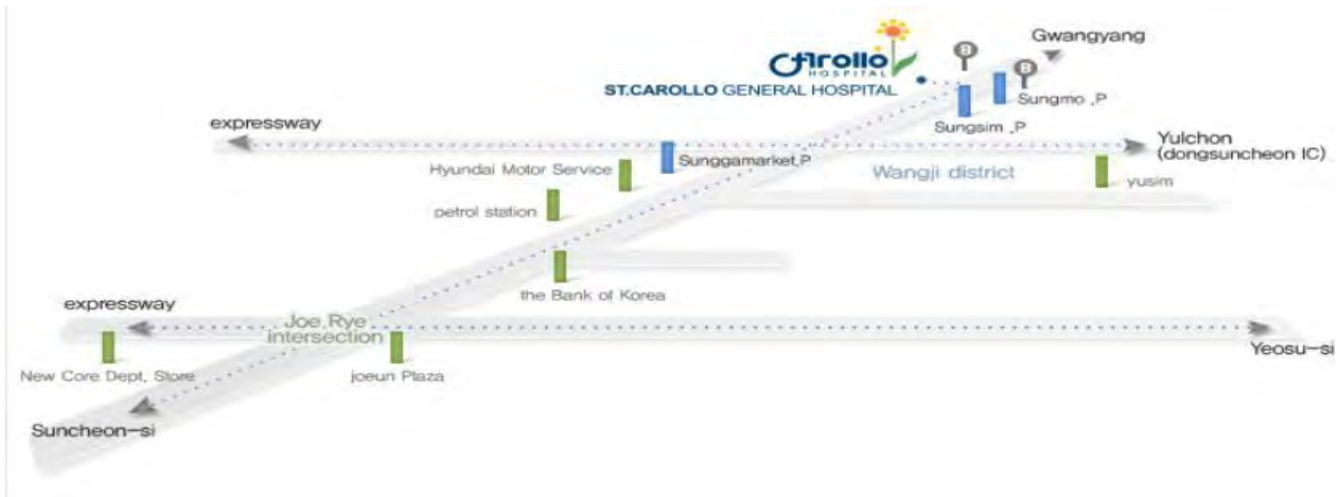 Gwangyang
Carollo
HOSPITAL
ST.CAROLLO GENERAL HOSPITAL
B
B
Sungmo ,P
Sungsim ,P
expressway
Yulchon
(dongsuncheon IC)
Hyundai Motor Service
Sunggamarket,P
Wangji district
yusim
petrol station
the Bank of Korea
expressway
Joe Rye
intersection
Yeosu-si
New Core Dept, Store
joeun Plaza
Suncheon-si